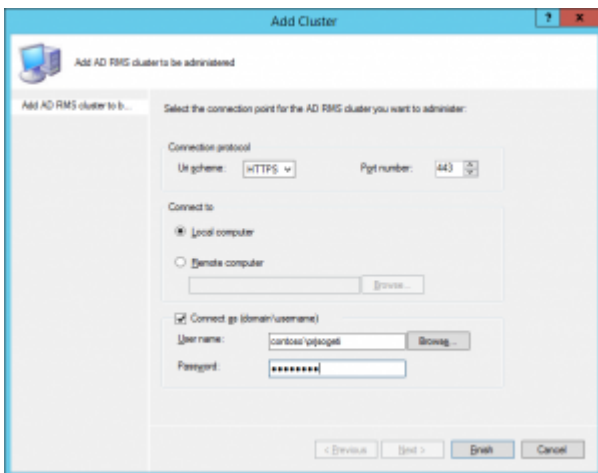 Add Cluster
Add AD RMS cluster to be administered
Add AD RMS cluster to b...
Select the connection point for the AD RMS cluster you want to administer:
Connection protocol
Url scheme: HTTPS Port number: 443
Connect to
Local computer
Remote computer
Browse...
Connect as (domain\username)
User name: Browse...
Password: ••••••••
< Previous Next > Finish Cancel